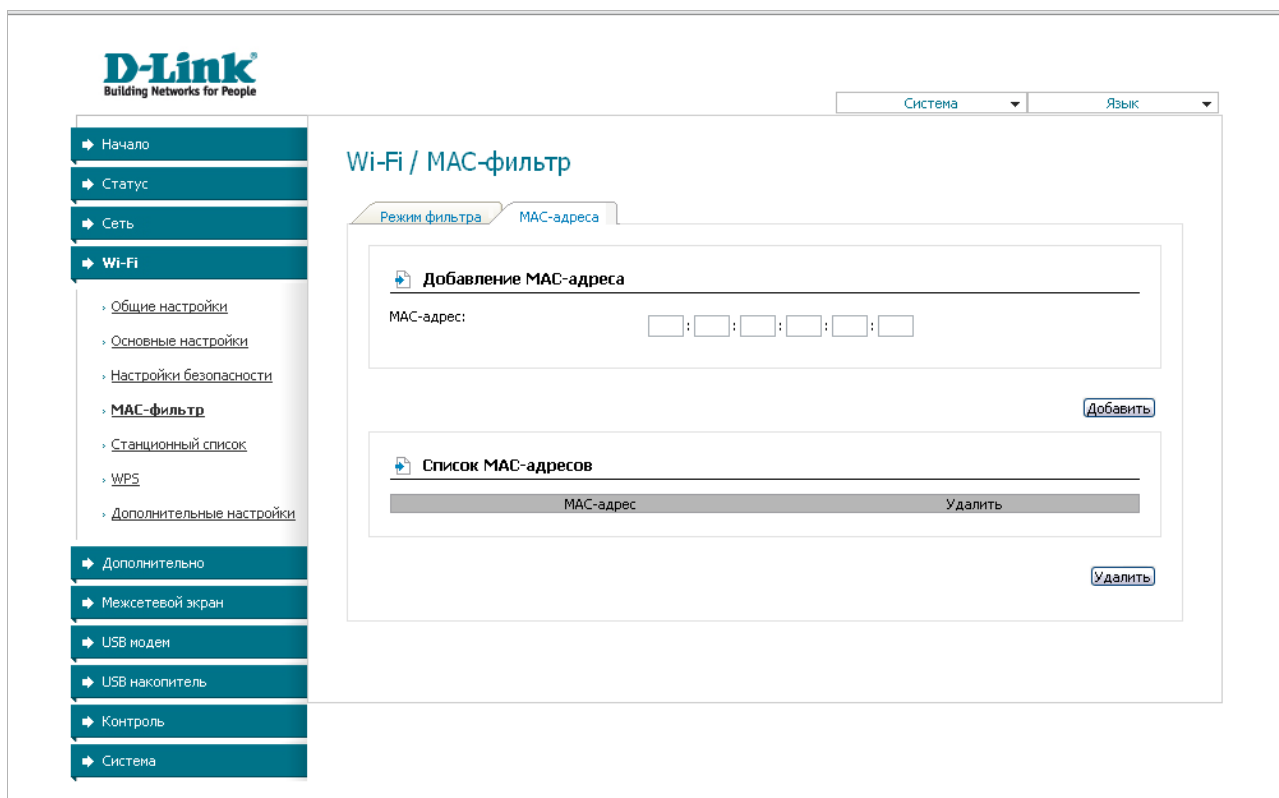 D-Link
Building Networks for People
Система Язык
Начало
Статус
Сеть
Wi-Fi
Общие настройки
Основные настройки
Настройки безопасности
MAC-фильтр
Станционный список
WPS
Дополнительные настройки
Дополнительно
Межсетевой экран
USB модем
USB накопитель
Контроль
Система
Wi-Fi / MAC-фильтр
Режим фильтра MAC-адреса
Добавление MAC-адреса
MAC-адрес: : : : : :
Добавить
Список MAC-адресов
MAC-адрес Удалить
Удалить